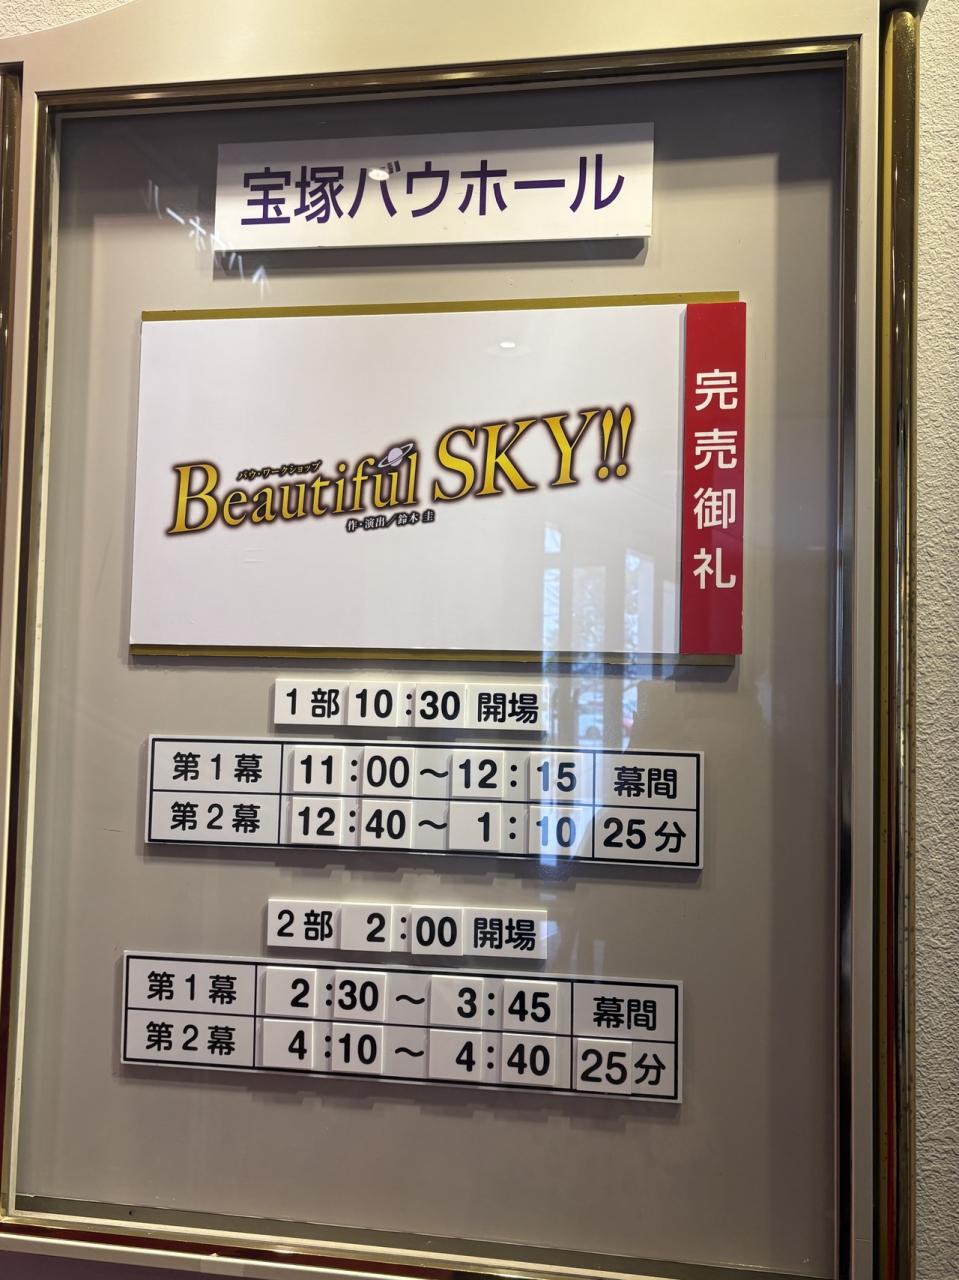 宝塚バウホール
バウ・ワークショップ
Beautiful SKY!!
作・演出／鈴木 圭
完売御礼
1部 10:30 開場
第1幕 11:00～12:15 幕間
第2幕 12:40～1:10 25分
2部 2:00 開場
第1幕 2:30～3:45 幕間
第2幕 4:10～4:40 25分